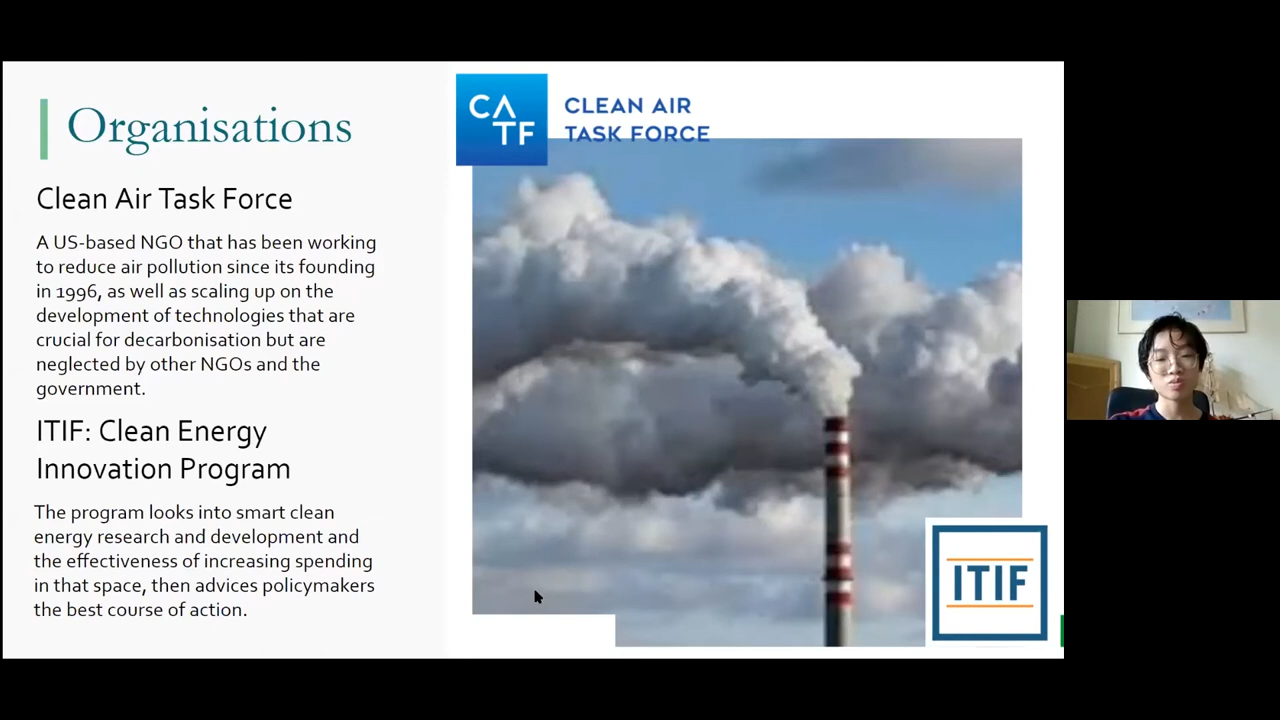 Organisations
Clean Air Task Force
A US-based NGO that has been working
to reduce air pollution since its founding
in 1996, as well as scaling up on the
development of technologies that are
crucial for decarbonisation but are
neglected by other NGOs and the
government.
ITIF: Clean Energy
Innovation Program
The program looks into smart clean
energy research and development and
the effectiveness of increasing spending
in that space, then advices policymakers
the best course of action.
CA
TF
CLEAN AIR
TASK FORCE
ITIF